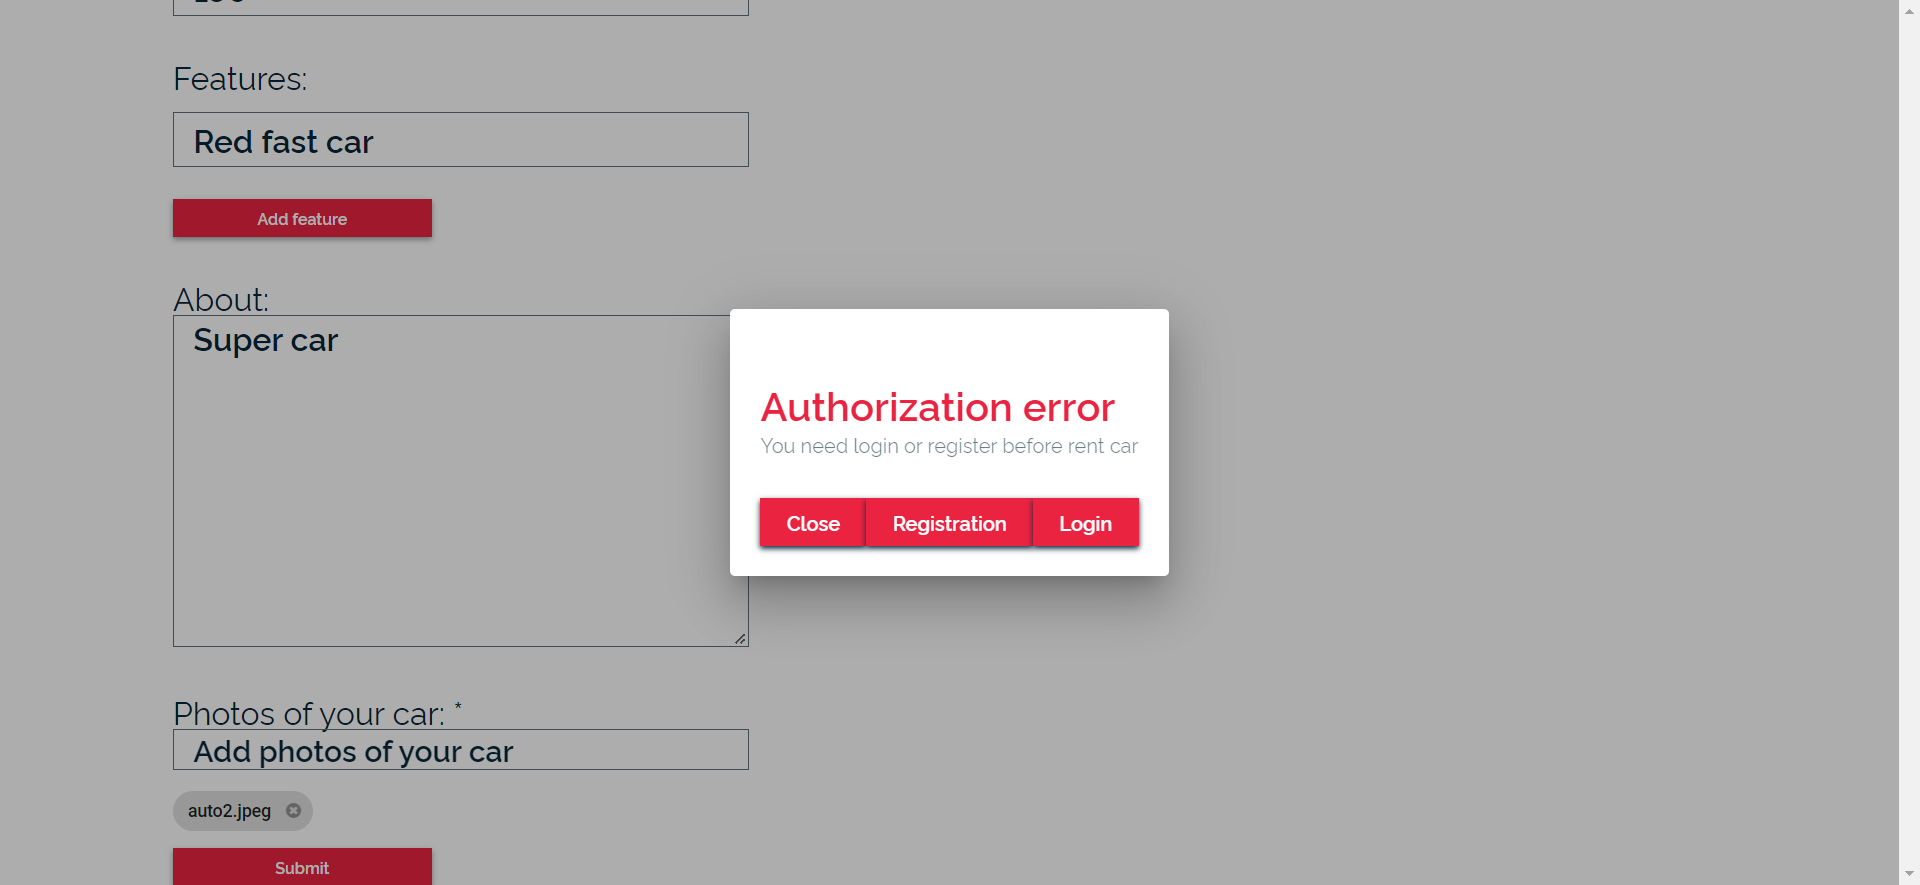 Features:
Red fast car
Add feature
About:
Super car
Authorization error
You need login or register before rent car
Close Registration Login
Photos of your car: *
Add photos of your car
auto2.jpeg
Submit